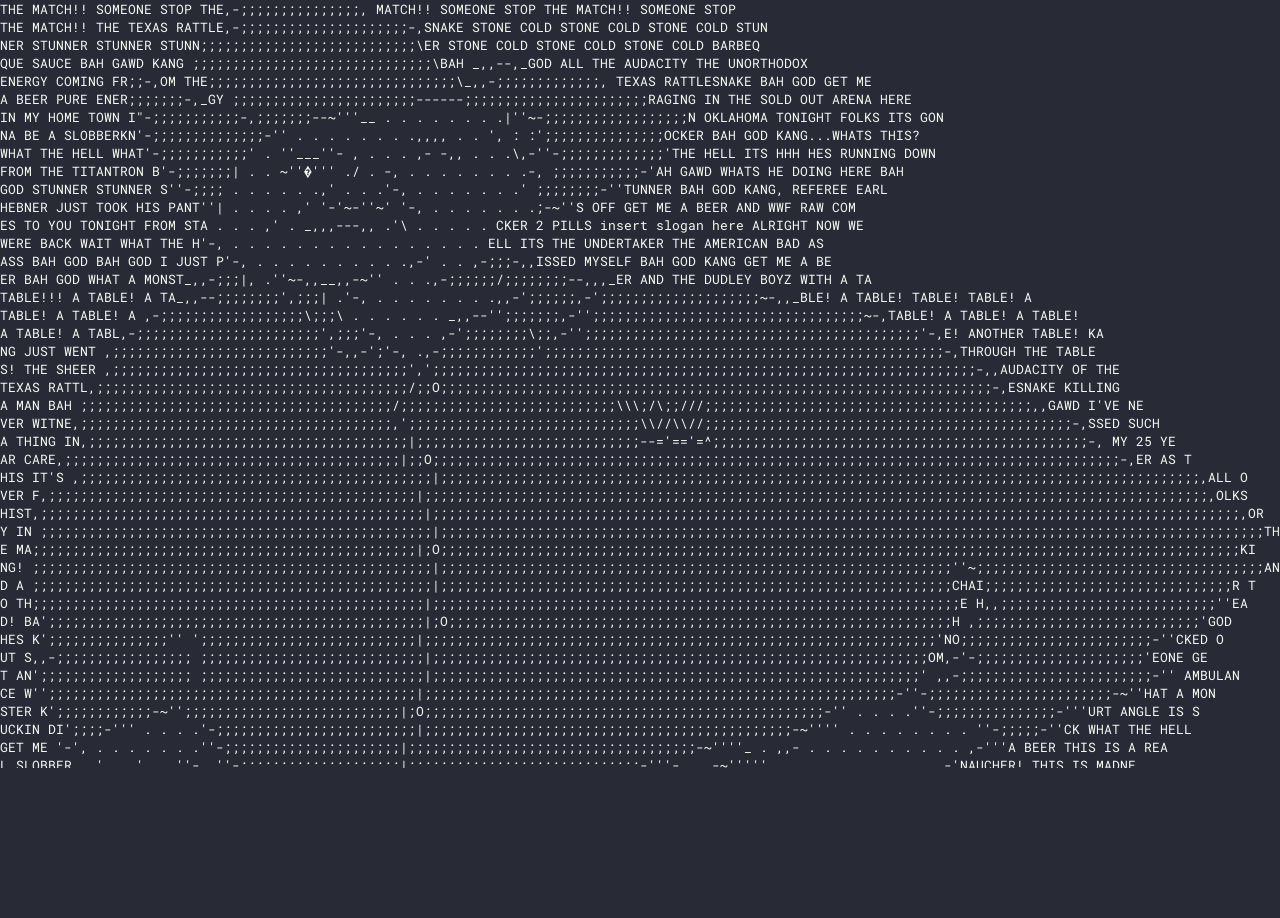 THE MATCH!! SOMEONE STOP THE MATCH!! SOMEONE STOP THE MATCH!! SOMEONE STOP
THE MATCH!! THE TEXAS RATTLE SNAKE STONE COLD STONE COLD STONE COLD STUN
NER STUNNER STUNNER STUNN ER STONE COLD STONE COLD STONE COLD BARBEQ
QUE SAUCE BAH GAWD KANG BAH GOD ALL THE AUDACITY THE UNORTHODOX
ENERGY COMING FR OM THE TEXAS RATTLESNAKE BAH GOD GET ME
A BEER PURE ENER GY RAGING IN THE SOLD OUT ARENA HERE
IN MY HOME TOWN I N OKLAHOMA TONIGHT FOLKS ITS GON
NA BE A SLOBBERKN OCKER BAH GOD KANG...WHATS THIS?
WHAT THE HELL WHAT THE HELL ITS HHH HES RUNNING DOWN
FROM THE TITANTRON B AH GAWD WHATS HE DOING HERE BAH
GOD STUNNER STUNNER S TUNNER BAH GOD KANG, REFEREE EARL
HEBNER JUST TOOK HIS PANT S OFF GET ME A BEER AND WWF RAW COM
ES TO YOU TONIGHT FROM STA CKER 2 PILLS insert slogan here ALRIGHT NOW WE
WERE BACK WAIT WHAT THE H ELL ITS THE UNDERTAKER THE AMERICAN BAD AS
ASS BAH GOD BAH GOD I JUST P ISSED MYSELF BAH GOD KANG GET ME A BE
ER BAH GOD WHAT A MONST ER AND THE DUDLEY BOYZ WITH A TA
TABLE!!! A TABLE! A TA BLE! A TABLE! TABLE! TABLE! A
TABLE! A TABLE! A TABLE! A TABLE! A TABLE!
A TABLE! A TABL E! ANOTHER TABLE! KA
NG JUST WENT THROUGH THE TABLE
S! THE SHEER AUDACITY OF THE
TEXAS RATTL ESNAKE KILLING
A MAN BAH GAWD I'VE NE
VER WITNE SSED SUCH
A THING IN MY 25 YE
AR CARE ER AS T
HIS IT'S ALL O
VER F OLKS
HIST OR
Y IN TH
E MA KI
NG! AN
D A CHAI R T
O TH E H EA
D! BA H GOD
HES K NO CKED O
UT S OM EONE GE
T AN AMBULAN
CE W HAT A MON
STER K URT ANGLE IS S
UCKIN DI CK WHAT THE HELL
GET ME A BEER THIS IS A REA
L SLOBBER NAUCHER! THIS IS MADNE